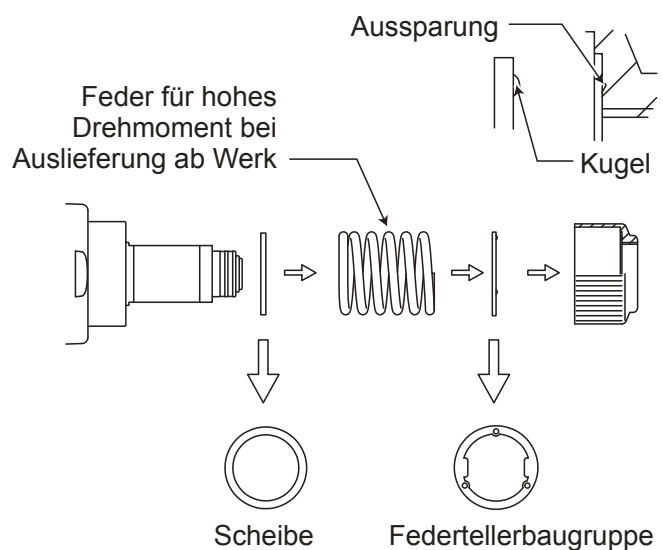 Aussparung
Feder für hohes
Drehmoment bei
Auslieferung ab Werk
Kugel
Scheibe
Federtellerbaugruppe